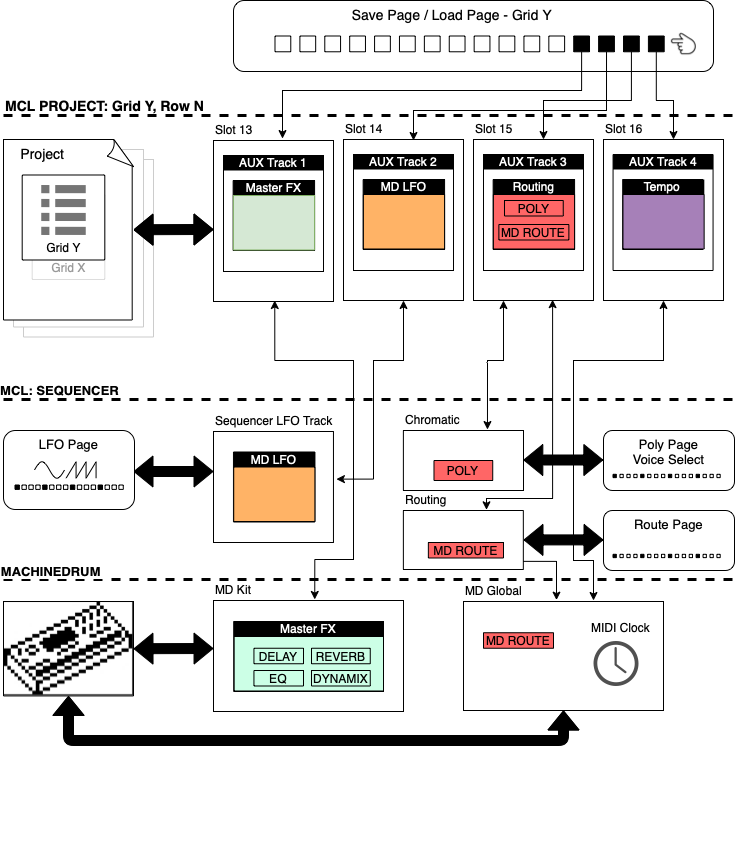 Save Page / Load Page - Grid Y
MCL PROJECT: Grid Y, Row N
Slot 13
Slot 14
Slot 15
Slot 16
Project
Grid Y
Grid X
AUX Track 1
Master FX
AUX Track 2
MD LFO
AUX Track 3
Routing
POLY
MD ROUTE
AUX Track 4
Tempo
MCL: SEQUENCER
LFO Page
Sequencer LFO Track
MD LFO
Chromatic
POLY
Poly Page
Voice Select
Routing
MD ROUTE
Route Page
MACHINEDRUM
MD Kit
Master FX
DELAY
REVERB
EQ
DYNAMIX
MD Global
MD ROUTE
MIDI Clock